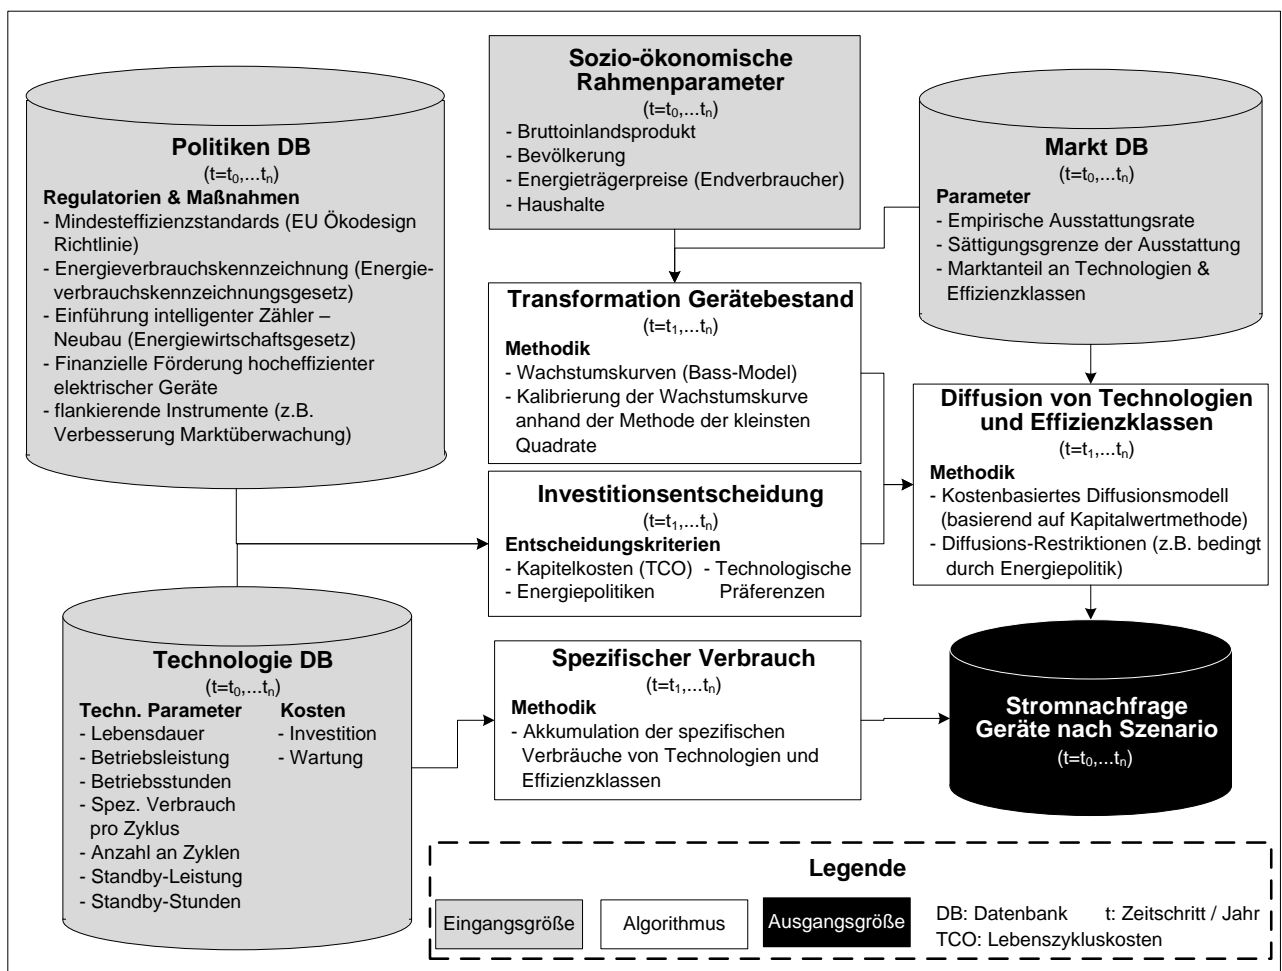 Sozio-ökonomische
Rahmenparameter
(t=t0,...tn)
- Bruttoinlandsprodukt
- Bevölkerung
- Energieträgerpreise (Endverbraucher)
- Haushalte
Politiken DB
(t=t0,...tn)
Regulatorien & Maßnahmen
- Mindesteffizienzstandards (EU Ökodesign
Richtlinie)
- Energieverbrauchskennzeichnung (Energie-
verbrauchskennzeichnungsgesetz)
- Einführung intelligenter Zähler –
Neubau (Energiewirtschaftsgesetz)
- Finanzielle Förderung hocheffizienter
elektrischer Geräte
- flankierende Instrumente (z.B.
Verbesserung Marktüberwachung)
Markt DB
(t=t0,...tn)
Parameter
- Empirische Ausstattungsrate
- Sättigungsgrenze der Ausstattung
- Marktanteil an Technologien &
Effizienzklassen
Transformation Gerätebestand
(t=t1,...tn)
Methodik
- Wachstumskurven (Bass-Model)
- Kalibrierung der Wachstumskurve
anhand der Methode der kleinsten
Quadrate
Diffusion von Technologien
und Effizienzklassen
(t=t1,...tn)
Methodik
- Kostenbasiertes Diffusionsmodell
(basierend auf Kapitalwertmethode)
- Diffusions-Restriktionen (z.B. bedingt
durch Energiepolitik)
Investitionsentscheidung
(t=t1,...tn)
Entscheidungskriterien
- Kapitelkosten (TCO) - Technologische
- Energiepolitiken Präferenzen
Technologie DB
(t=t0,...tn)
Techn. Parameter Kosten
- Lebensdauer - Investition
- Betriebsleistung - Wartung
- Betriebsstunden
- Spez. Verbrauch
pro Zyklus
- Anzahl an Zyklen
- Standby-Leistung
- Standby-Stunden
Spezifischer Verbrauch
(t=t1,...tn)
Methodik
- Akkumulation der spezifischen
Verbräuche von Technologien und
Effizienzklassen
Stromnachfrage
Geräte nach Szenario
(t=t0,...tn)
Legende
Eingangsgröße Algorithmus Ausgangsgröße DB: Datenbank t: Zeitschritt / Jahr
TCO: Lebenszykluskosten